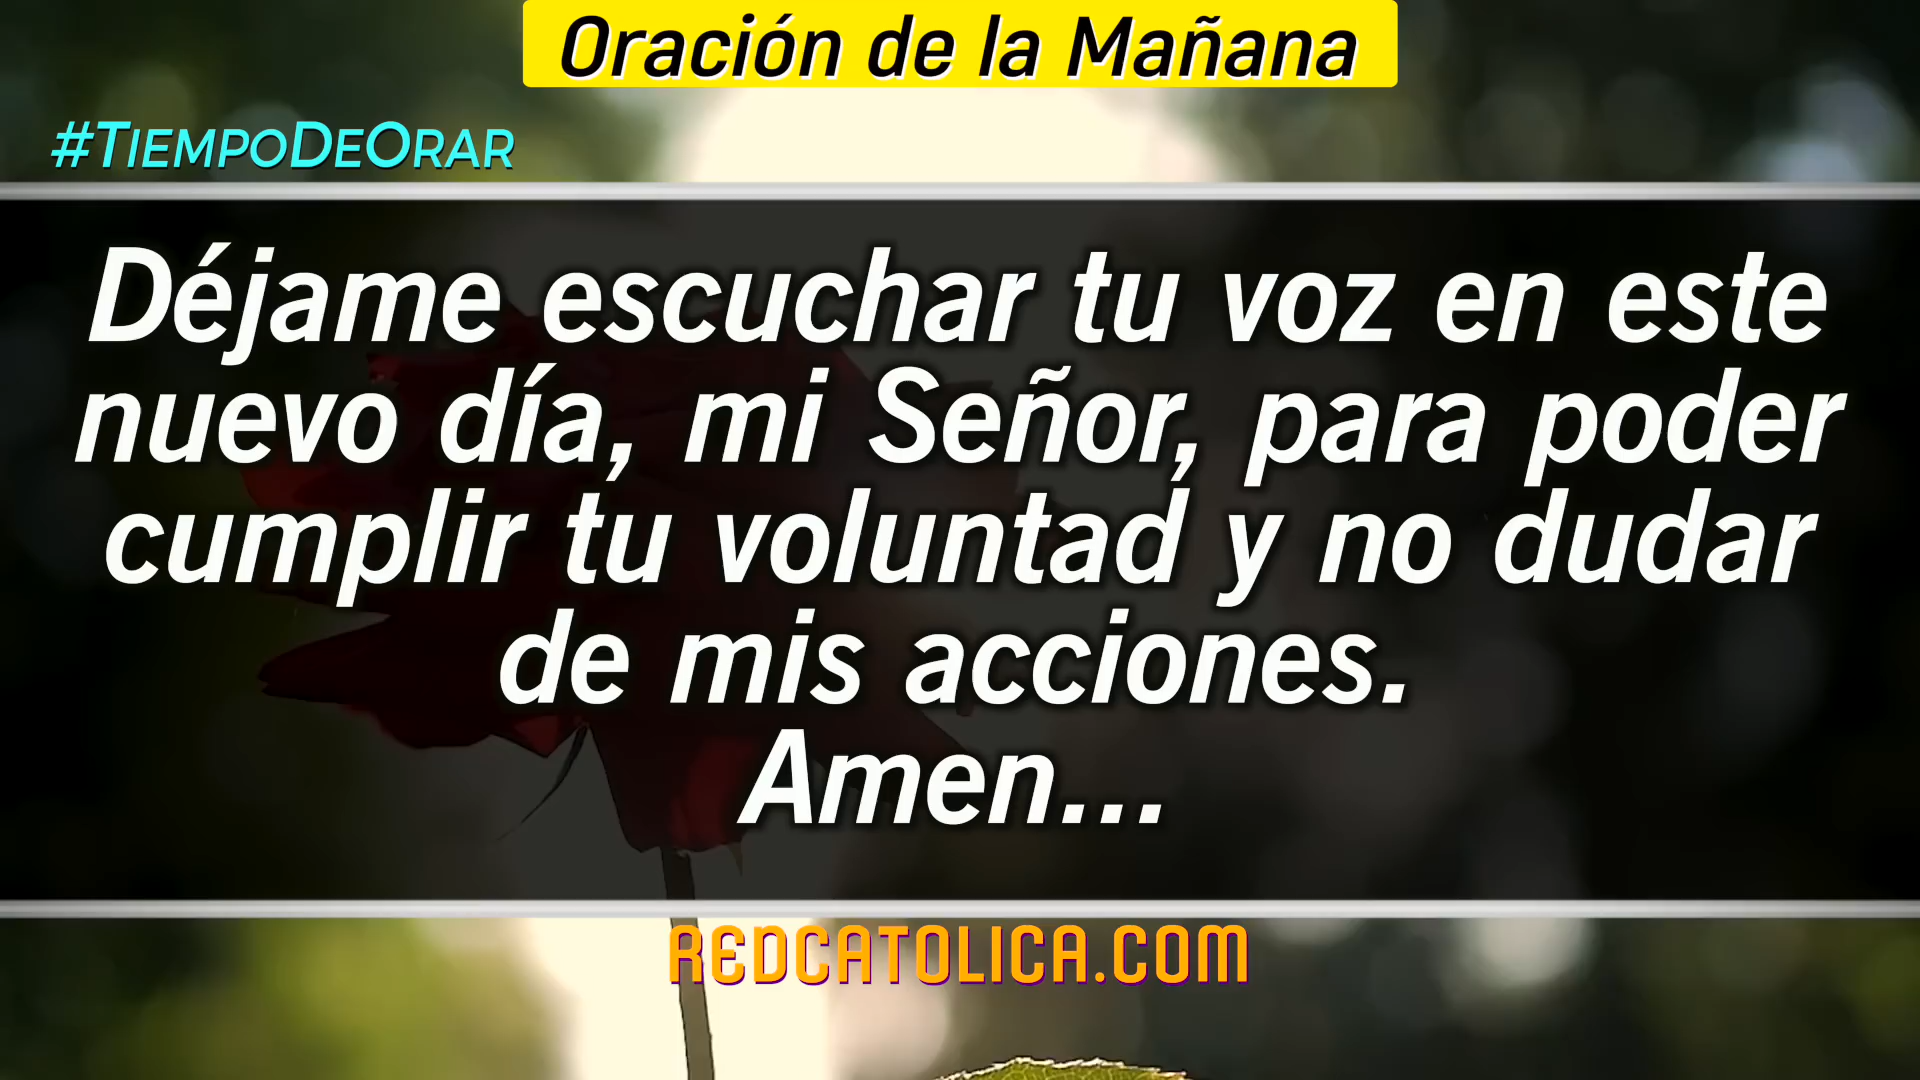 Oración de la Mañana
#TiempoDeOrar
Déjame escuchar tu voz en este
nuevo día, mi Señor, para poder
cumplir tu voluntad y no dudar
de mis acciones.
Amen...
REDCATOLICA.COM